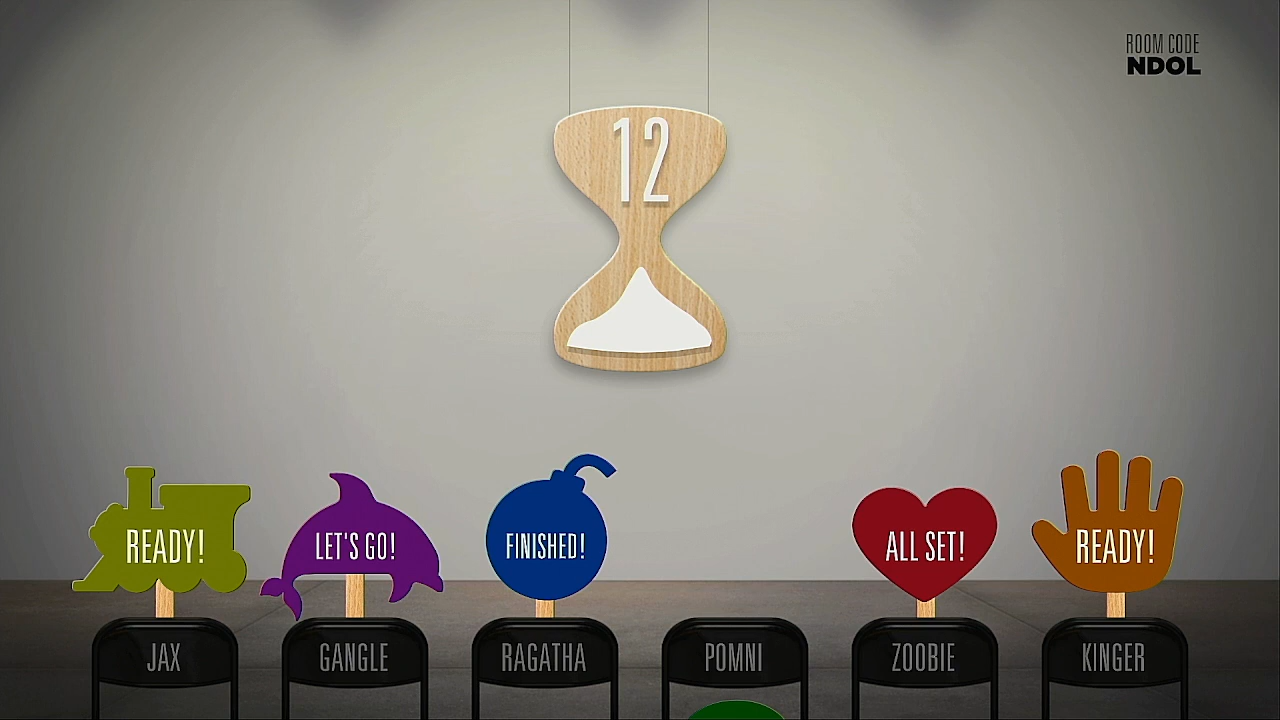 ROOM CODE
NDOL
12
READY!
LET'S GO!
FINISHED!
ALL SET!
READY!
JAX
GANGLE
RAGATHA
POMNI
ZOOBIE
KINGER